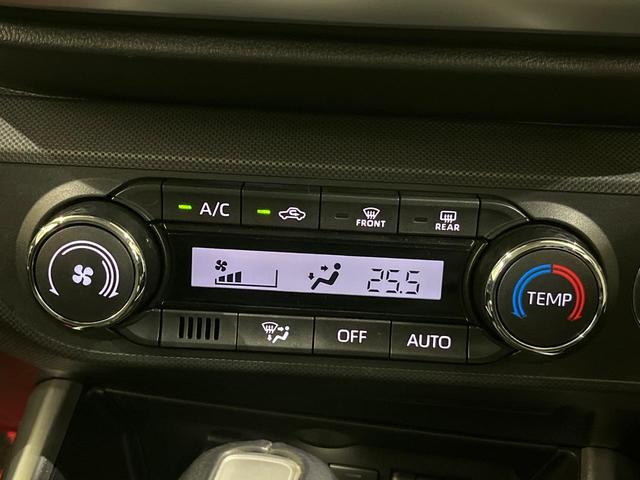 A/C
FRONT
REAR
25.5
TEMP
OFF
AUTO